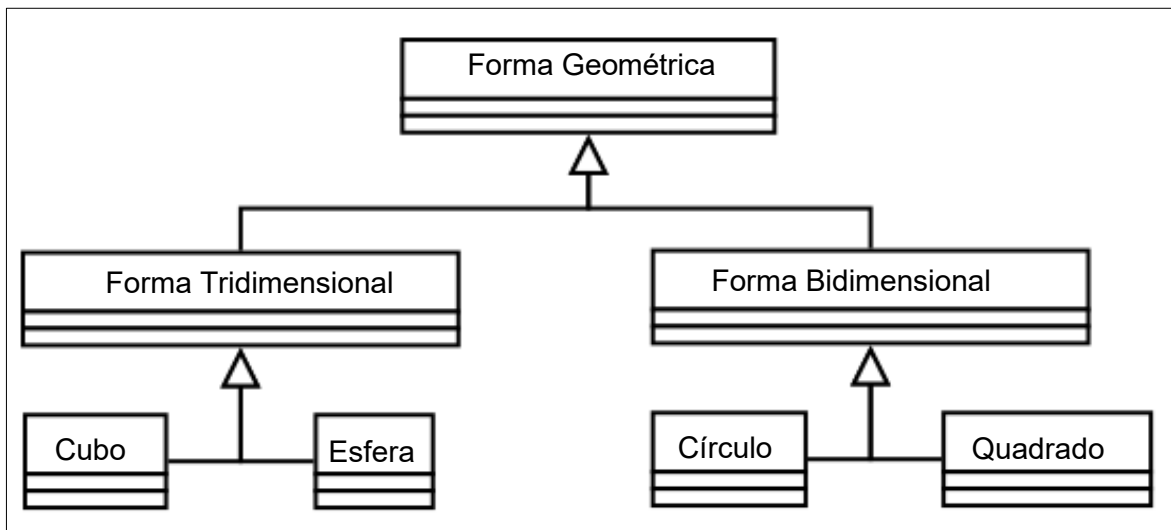 Forma Geométrica
Forma Tridimensional
Forma Bidimensional
Cubo
Esfera
Círculo
Quadrado